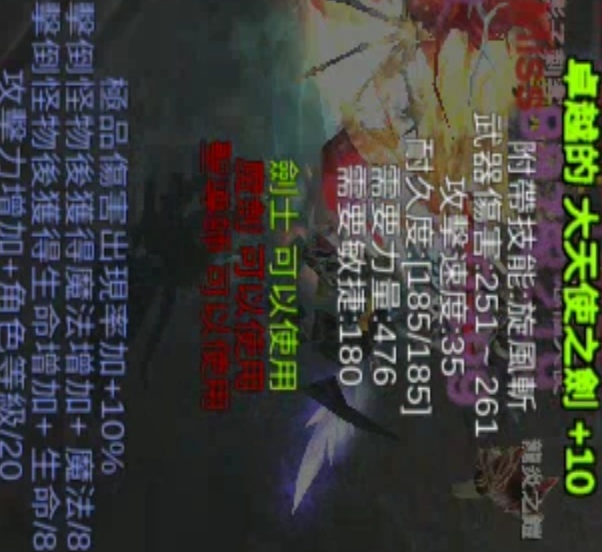 卓越的 大天使之劍 +10
附帶技能:旋風斬
武器傷害:251 ~ 261
攻擊速度:35
耐久度:[185/185]
需要力量:476
需要敏捷:180
劍士 可以使用
魔劍 可以使用
聖導師 可以使用
極品傷害出現率加+10%
擊倒怪物後獲得魔法增加+ 魔法/8
擊倒怪物後獲得生命增加+ 生命/8
攻擊力增加+角色等級/20